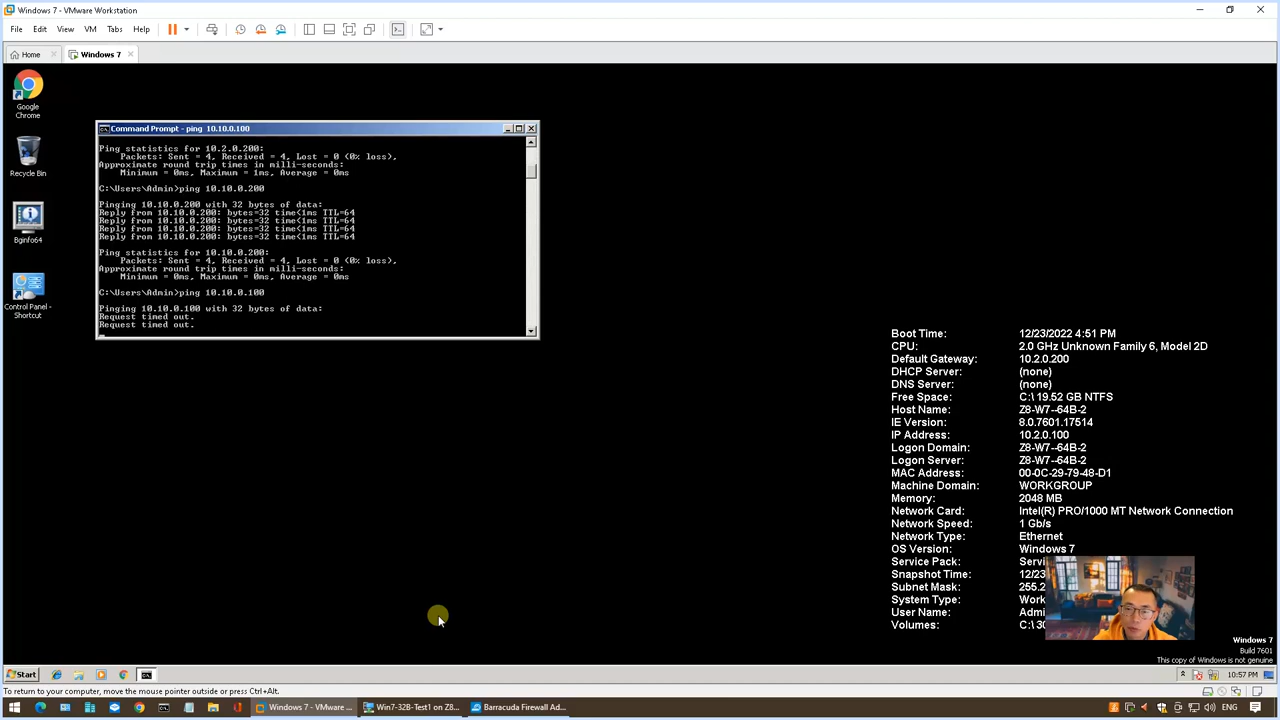 Windows 7 - VMware Workstation
File Edit View VM Tabs Help
Home Windows 7
Google Chrome
Recycle Bin
Bginfo64
Control Panel - Shortcut
Command Prompt - ping 10.10.0.100
Ping statistics for 10.2.0.200:
Packets: Sent = 4, Received = 4, Lost = 0 (0% loss),
Approximate round trip times in milli-seconds:
Minimum = 0ms, Maximum = 1ms, Average = 0ms
C:\Users\Admin>ping 10.10.0.200
Pinging 10.10.0.200 with 32 bytes of data:
Reply from 10.10.0.200: bytes=32 time<1ms TTL=64
Reply from 10.10.0.200: bytes=32 time<1ms TTL=64
Reply from 10.10.0.200: bytes=32 time<1ms TTL=64
Reply from 10.10.0.200: bytes=32 time<1ms TTL=64
Ping statistics for 10.10.0.200:
Packets: Sent = 4, Received = 4, Lost = 0 (0% loss),
Approximate round trip times in milli-seconds:
Minimum = 0ms, Maximum = 0ms, Average = 0ms
C:\Users\Admin>ping 10.10.0.100
Pinging 10.10.0.100 with 32 bytes of data:
Request timed out.
Request timed out.
Boot Time: 12/23/2022 4:51 PM
CPU: 2.0 GHz Unknown Family 6, Model 2D
Default Gateway: 10.2.0.200
DHCP Server: (none)
DNS Server: (none)
Free Space: C:\ 19.52 GB NTFS
Host Name: Z8-W7--64B-2
IE Version: 8.0.7601.17514
IP Address: 10.2.0.100
Logon Domain: Z8-W7--64B-2
Logon Server: Z8-W7--64B-2
MAC Address: 00-0C-29-79-48-D1
Machine Domain: WORKGROUP
Memory: 2048 MB
Network Card: Intel(R) PRO/1000 MT Network Connection
Network Speed: 1 Gb/s
Network Type: Ethernet
OS Version: Windows 7
Service Pack: Servi
Snapshot Time: 12/23
Subnet Mask: 255.2
System Type: Work
User Name: Admi
Volumes: C:\ 30
Windows 7
Build 7601
This copy of Windows is not genuine
Start 10:57 PM
To return to your computer, move the mouse pointer outside or press Ctrl+Alt.
Windows 7 - VMware ... Win7-32B-Test1 on Z8... Barracuda Firewall Ad... ENG